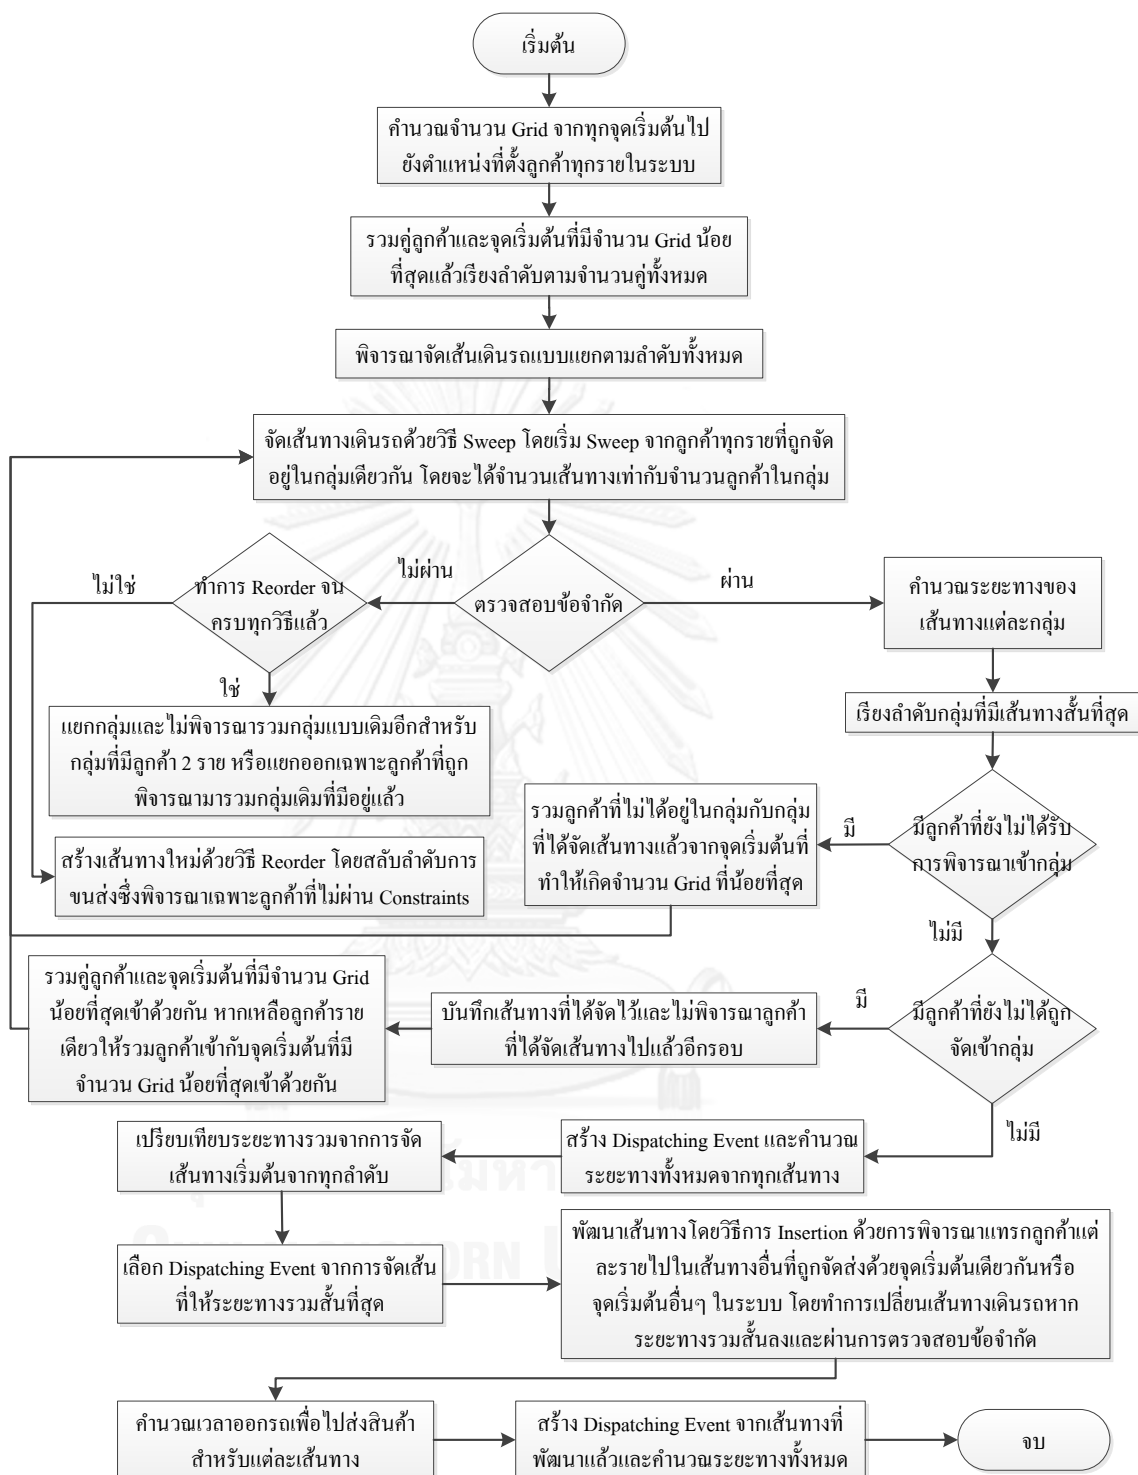 เริ่มต้น
คำนวณจำนวน Grid จากทุกจุดเริ่มต้นไป
ยังตำแหน่งที่ตั้งลูกค้าทุกรายในระบบ
รวมคู่ลูกค้าและจุดเริ่มต้นที่มีจำนวน Grid น้อย
ที่สุดแล้วเรียงลำดับตามจำนวนคู่ทั้งหมด
พิจารณาจัดเส้นเดินรถแบบแยกตามลำดับทั้งหมด
จัดเส้นทางเดินรถด้วยวิธี Sweep โดยเริ่ม Sweep จากลูกค้าทุกรายที่ถูกจัด
อยู่ในกลุ่มเดียวกัน โดยจะได้จำนวนเส้นทางเท่ากับจำนวนลูกค้าในกลุ่ม
ตรวจสอบข้อจำกัด
ไม่ผ่าน
ผ่าน
ทำการ Reorder จน
ครบทุกวิธีแล้ว
ไม่ใช่
ใช่
แยกกลุ่มและไม่พิจารณารวมกลุ่มแบบเดิมอีกสำหรับ
กลุ่มที่มีลูกค้า 2 ราย หรือแยกออกเฉพาะลูกค้าที่ถูก
พิจารณามารวมกลุ่มเดิมที่มีอยู่แล้ว
สร้างเส้นทางใหม่ด้วยวิธี Reorder โดยสลับลำดับการ
ขนส่งซึ่งพิจารณาเฉพาะลูกค้าที่ไม่ผ่าน Constraints
คำนวณระยะทางของ
เส้นทางแต่ละกลุ่ม
เรียงลำดับกลุ่มที่มีเส้นทางสั้นที่สุด
มีลูกค้าที่ยังไม่ได้รับ
การพิจารณาเข้ากลุ่ม
มี
รวมลูกค้าที่ไม่ได้อยู่ในกลุ่มกับกลุ่ม
ที่ได้จัดเส้นทางแล้วจากจุดเริ่มต้นที่
ทำให้เกิดจำนวน Grid ที่น้อยที่สุด
ไม่มี
มีลูกค้าที่ยังไม่ได้ถูก
จัดเข้ากลุ่ม
มี
บันทึกเส้นทางที่ได้จัดไว้และไม่พิจารณาลูกค้า
ที่ได้จัดเส้นทางไปแล้วอีกรอบ
รวมคู่ลูกค้าและจุดเริ่มต้นที่มีจำนวน Grid
น้อยที่สุดเข้าด้วยกัน หากเหลือลูกค้าราย
เดียวให้รวมลูกค้าเข้ากับจุดเริ่มต้นที่มี
จำนวน Grid น้อยที่สุดเข้าด้วยกัน
ไม่มี
สร้าง Dispatching Event และคำนวณ
ระยะทางทั้งหมดจากทุกเส้นทาง
เปรียบเทียบระยะทางรวมจากการจัด
เส้นทางเริ่มต้นจากทุกลำดับ
เลือก Dispatching Event จากการจัดเส้น
ที่ให้ระยะทางรวมสั้นที่สุด
พัฒนาเส้นทางโดยวิธีการ Insertion ด้วยการพิจารณาแทรกลูกค้าแต่
ละรายไปในเส้นทางอื่นที่ถูกจัดส่งด้วยจุดเริ่มต้นเดียวกันหรือ
จุดเริ่มต้นอื่นๆ ในระบบ โดยทำการเปลี่ยนเส้นทางเดินรถหาก
ระยะทางรวมสั้นลงและผ่านการตรวจสอบข้อจำกัด
คำนวณเวลาออกรถเพื่อไปส่งสินค้า
สำหรับแต่ละเส้นทาง
สร้าง Dispatching Event จากเส้นทางที่
พัฒนาแล้วและคำนวณระยะทางทั้งหมด
จบ